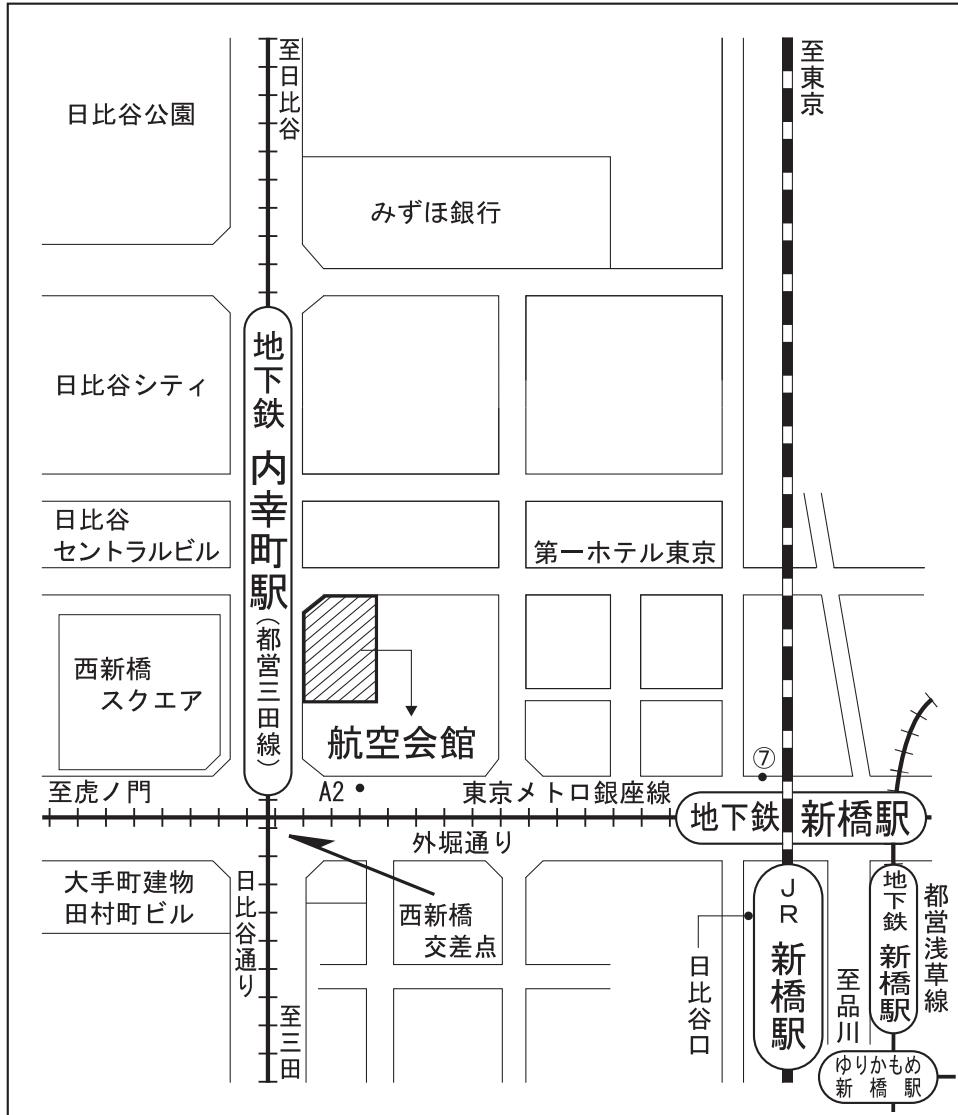 至日比谷
至東京
日比谷公園
みずほ銀行
日比谷シティ
地下鉄 内幸町駅(都営三田線)
日比谷
セントラルビル
第一ホテル東京
西新橋
スクエア
航空会館
⑦
至虎ノ門
A2
東京メトロ銀座線
地下鉄 新橋駅
外堀通り
大手町建物
田村町ビル
日比谷通り
西新橋
交差点
JR 新橋駅
地下鉄 新橋駅
都営浅草線
日比谷口
至品川
至三田
ゆりかもめ
新橋駅